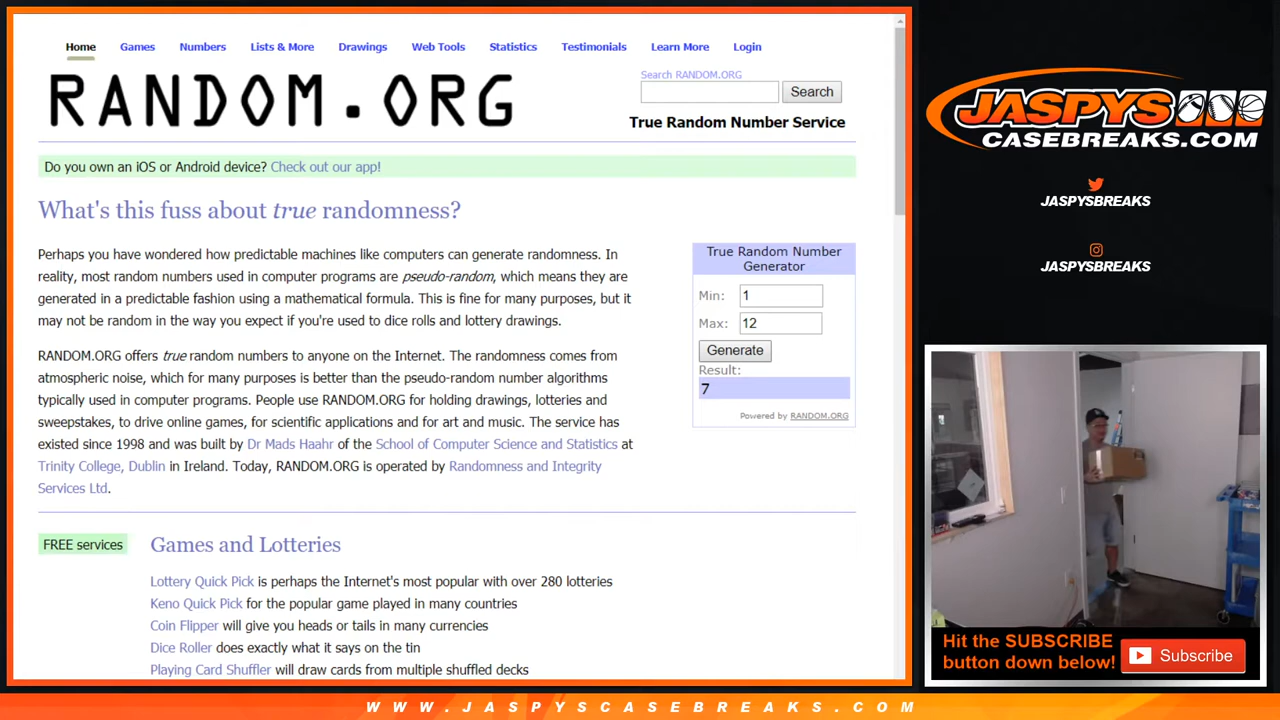 Home Games Numbers Lists & More Drawings Web Tools Statistics Testimonials Learn More Login
RANDOM.ORG
Search RANDOM.ORG
Search
True Random Number Service
Do you own an iOS or Android device? Check out our app!
What's this fuss about true randomness?
Perhaps you have wondered how predictable machines like computers can generate randomness. In
reality, most random numbers used in computer programs are pseudo-random, which means they are
generated in a predictable fashion using a mathematical formula. This is fine for many purposes, but it
may not be random in the way you expect if you're used to dice rolls and lottery drawings.
RANDOM.ORG offers true random numbers to anyone on the Internet. The randomness comes from
atmospheric noise, which for many purposes is better than the pseudo-random number algorithms
typically used in computer programs. People use RANDOM.ORG for holding drawings, lotteries and
sweepstakes, to drive online games, for scientific applications and for art and music. The service has
existed since 1998 and was built by Dr Mads Haahr of the School of Computer Science and Statistics at
Trinity College, Dublin in Ireland. Today, RANDOM.ORG is operated by Randomness and Integrity
Services Ltd.
True Random Number
Generator
Min: 1
Max: 12
Generate
Result:
7
Powered by RANDOM.ORG
FREE services
Games and Lotteries
Lottery Quick Pick is perhaps the Internet's most popular with over 280 lotteries
Keno Quick Pick for the popular game played in many countries
Coin Flipper will give you heads or tails in many currencies
Dice Roller does exactly what it says on the tin
Playing Card Shuffler will draw cards from multiple shuffled decks
JASPYS
CASEBREAKS.COM
JASPYSBREAKS
JASPYSBREAKS
Hit the SUBSCRIBE
button down below!
Subscribe
WWW.JASPYSCASEBREAKS.COM